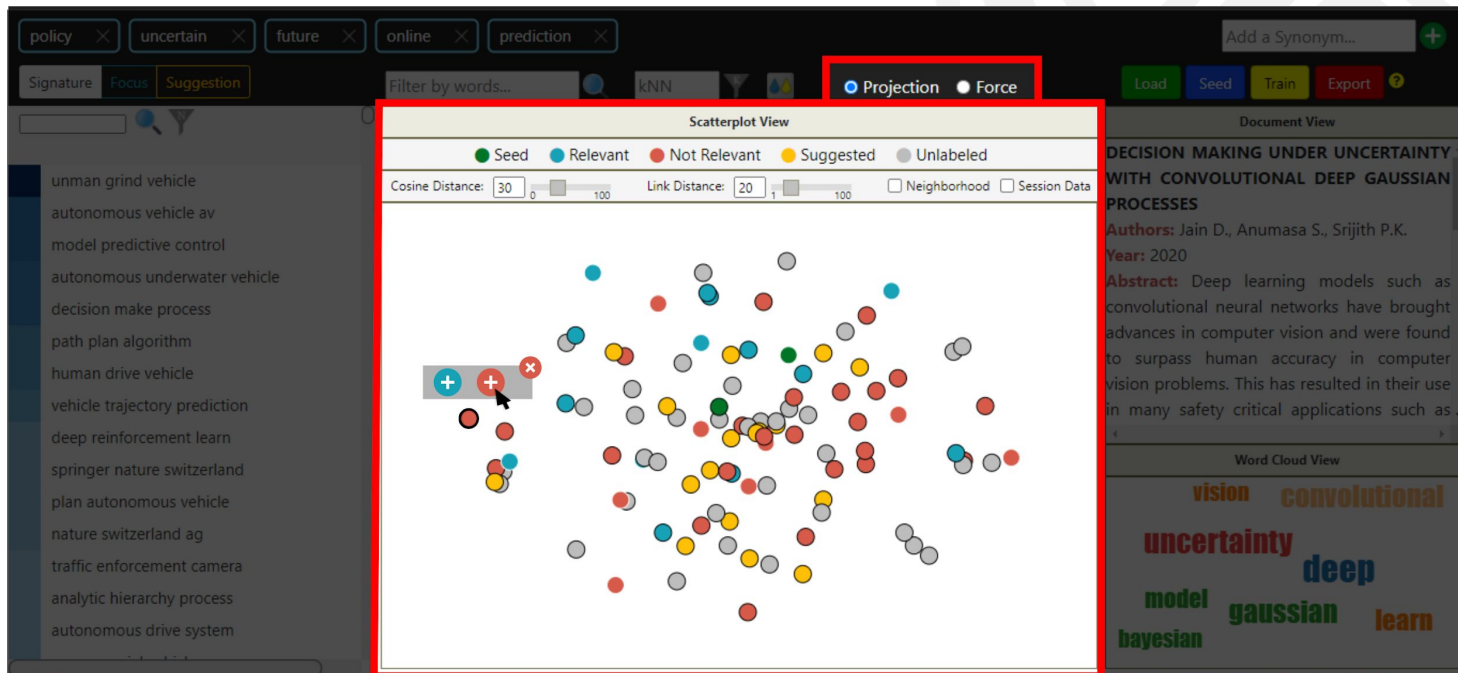 policy
uncertain
future
online
prediction
Add a Synonym...
Signature Focus Suggestion
Filter by words...
kNN
Projection Force
Load Seed Train Export ?
Scatterplot View
Seed Relevant Not Relevant Suggested Unlabeled
Cosine Distance: 30 0 100 Link Distance: 20 1 100 Neighborhood Session Data
unman grind vehicle
autonomous vehicle av
model predictive control
autonomous underwater vehicle
decision make process
path plan algorithm
human drive vehicle
vehicle trajectory prediction
deep reinforcement learn
springer nature switzerland
plan autonomous vehicle
nature switzerland ag
traffic enforcement camera
analytic hierarchy process
autonomous drive system
Document View
DECISION MAKING UNDER UNCERTAINTY
WITH CONVOLUTIONAL DEEP GAUSSIAN
PROCESSES
Authors: Jain D., Anumasa S., Srijith P.K.
Year: 2020
Abstract: Deep learning models such as
convolutional neural networks have brought
advances in computer vision and were found
to surpass human accuracy in computer
vision problems. This has resulted in their use
in many safety critical applications such as
Word Cloud View
vision convolutional
uncertainty
deep
model
gaussian
learn
bayesian